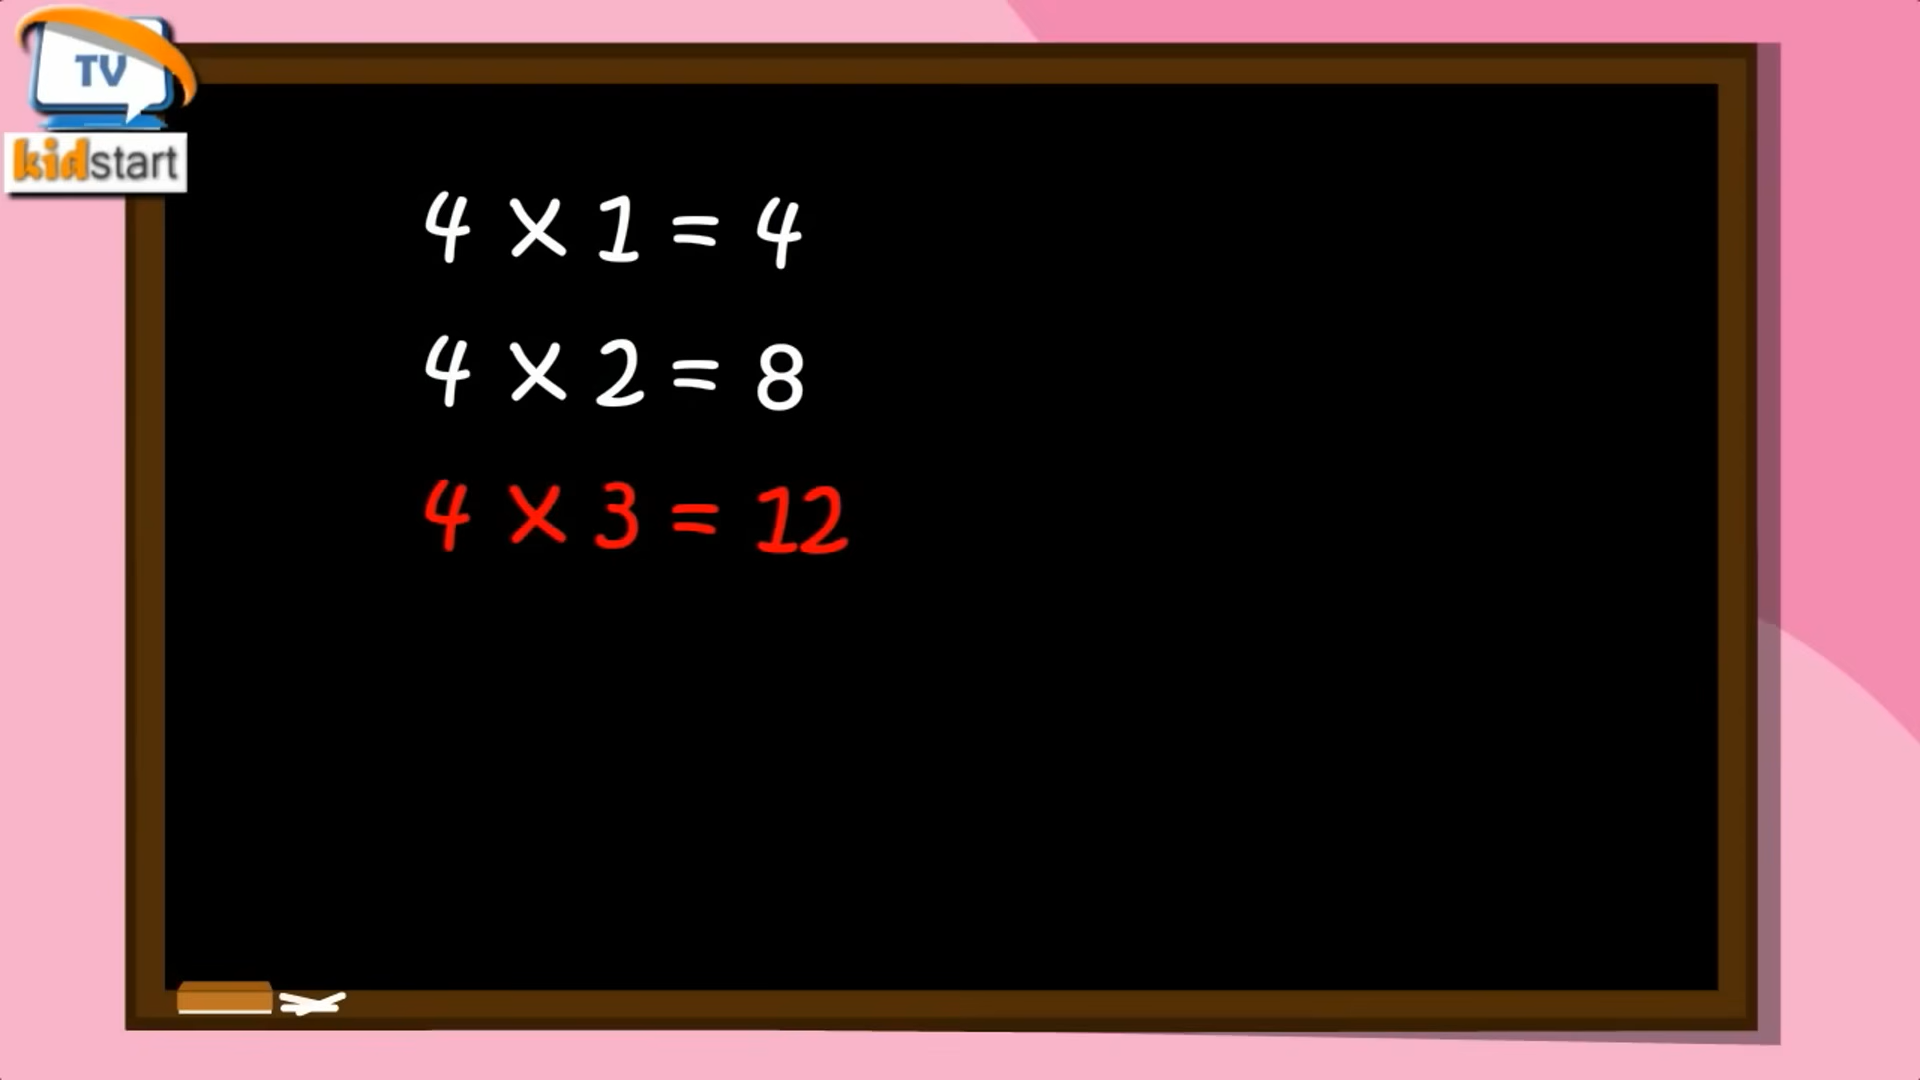 TV
kidstart
4 × 1 = 4
4 × 2 = 8
4 × 3 = 12